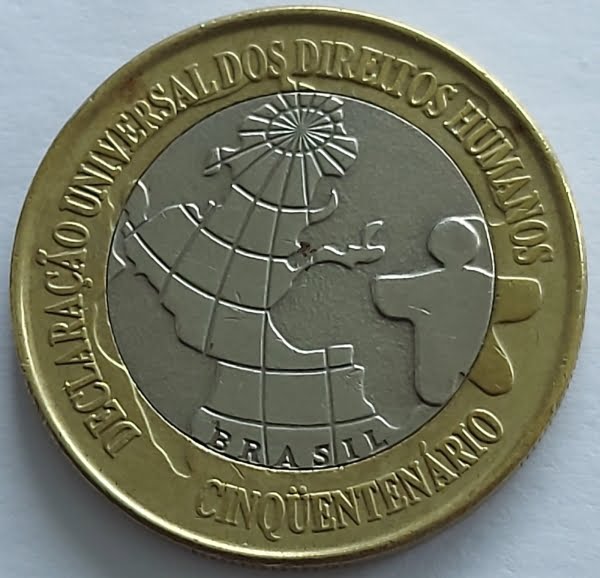 DECLARAÇÃO UNIVERSAL DOS DIREITOS HUMANOS
BRASIL
CINQÜENTENÁRIO